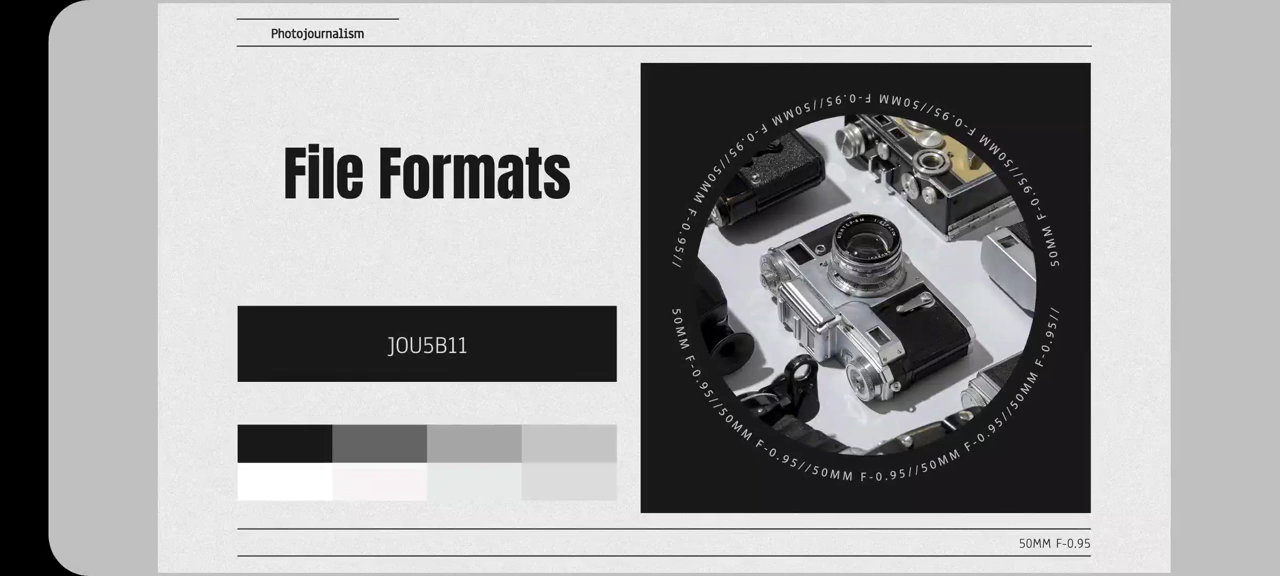 Photojournalism
File Formats
JOU5B11
50MM F-0.95//50MM F-0.95//50MM F-0.95//50MM F-0.95//
50MM F-0.95//50MM F-0.95//50MM F-0.95//50MM F-0.95//
50MM F-0.95